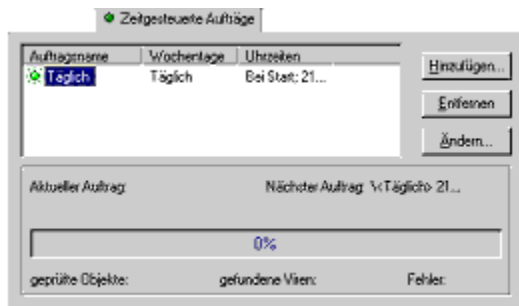 Zeitgesteuerte Aufträge
Auftragsname Wochentage Uhrzeiten
Täglich Täglich Bei Start; 21...
Hinzufügen...
Entfernen
Ändern...
Aktueller Auftrag: Nächster Auftrag: \<Täglich> 21...
0%
geprüfte Objekte: gefundene Viren: Fehler: